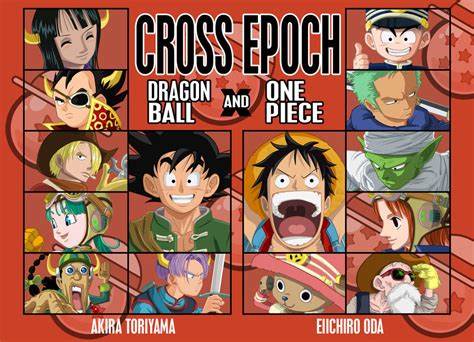 CROSS EPOCH
DRAGON BALL AND X ONE PIECE
AKIRA TORIYAMA
EIICHIRO ODA